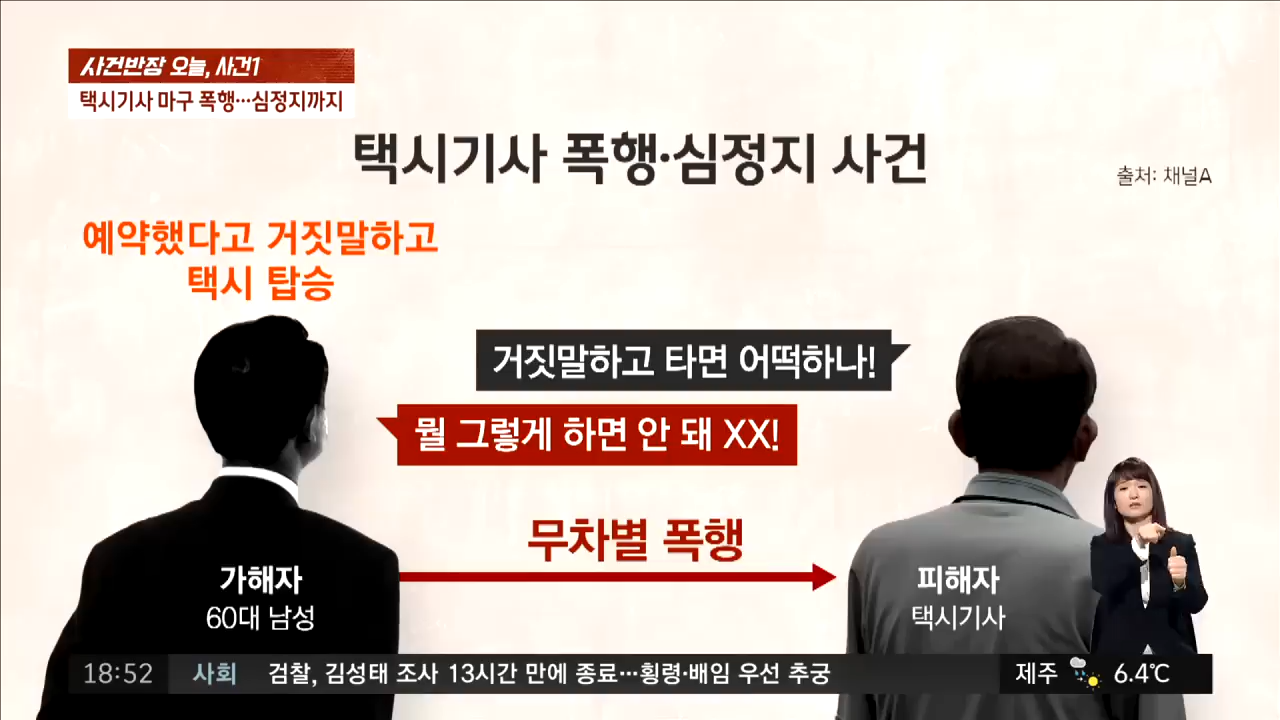 사건반장 오늘, 사건1
택시기사 마구 폭행…심정지까지
택시기사 폭행·심정지 사건
출처: 채널A
예약했다고 거짓말하고
택시 탑승
거짓말하고 타면 어떡하나!
뭘 그렇게 하면 안 돼 XX!
무차별 폭행
가해자
60대 남성
피해자
택시기사
18:52 사회 검찰, 김성태 조사 13시간 만에 종료…횡령·배임 우선 추궁 제주 6.4℃